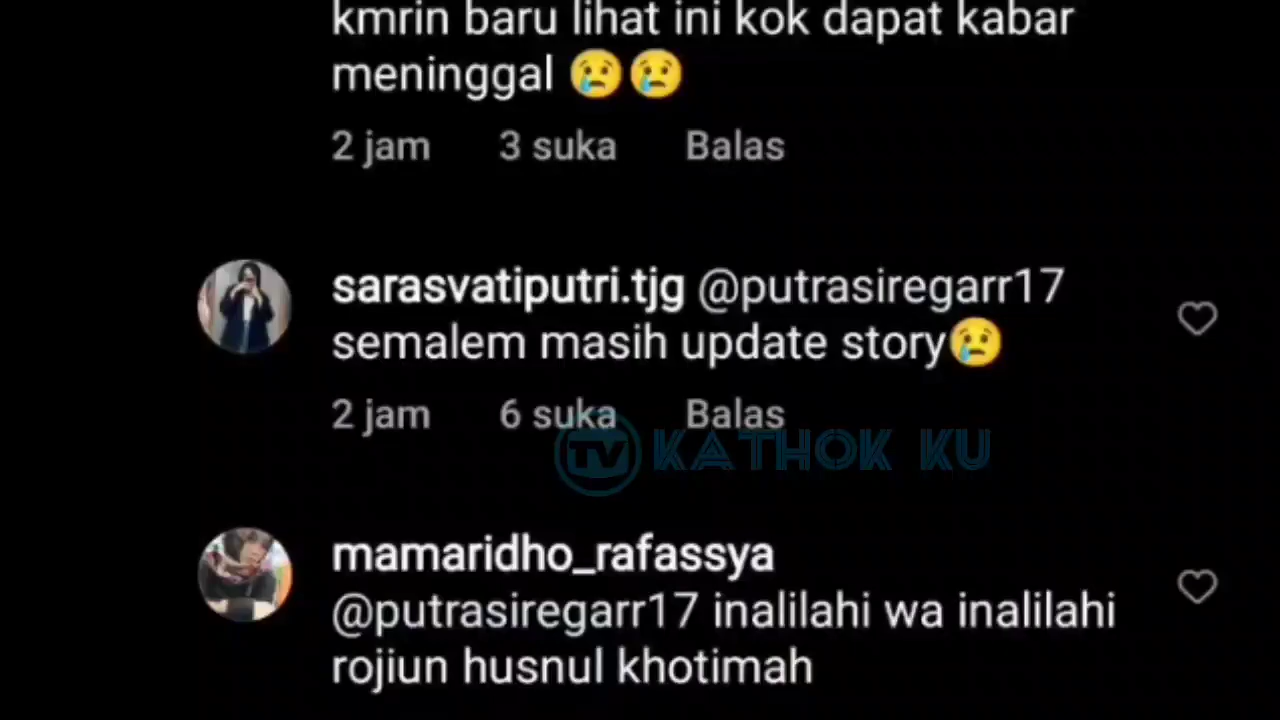 kmrin baru lihat ini kok dapat kabar
meninggal 😢😢
2 jam 3 suka Balas
sarasvatiputri.tjg @putrasiregarr17
semalem masih update story😢
2 jam 6 suka Balas
TV KATHOK KU
mamaridho_rafassya
@putrasiregarr17 inalilahi wa inalilahi
rojiun husnul khotimah